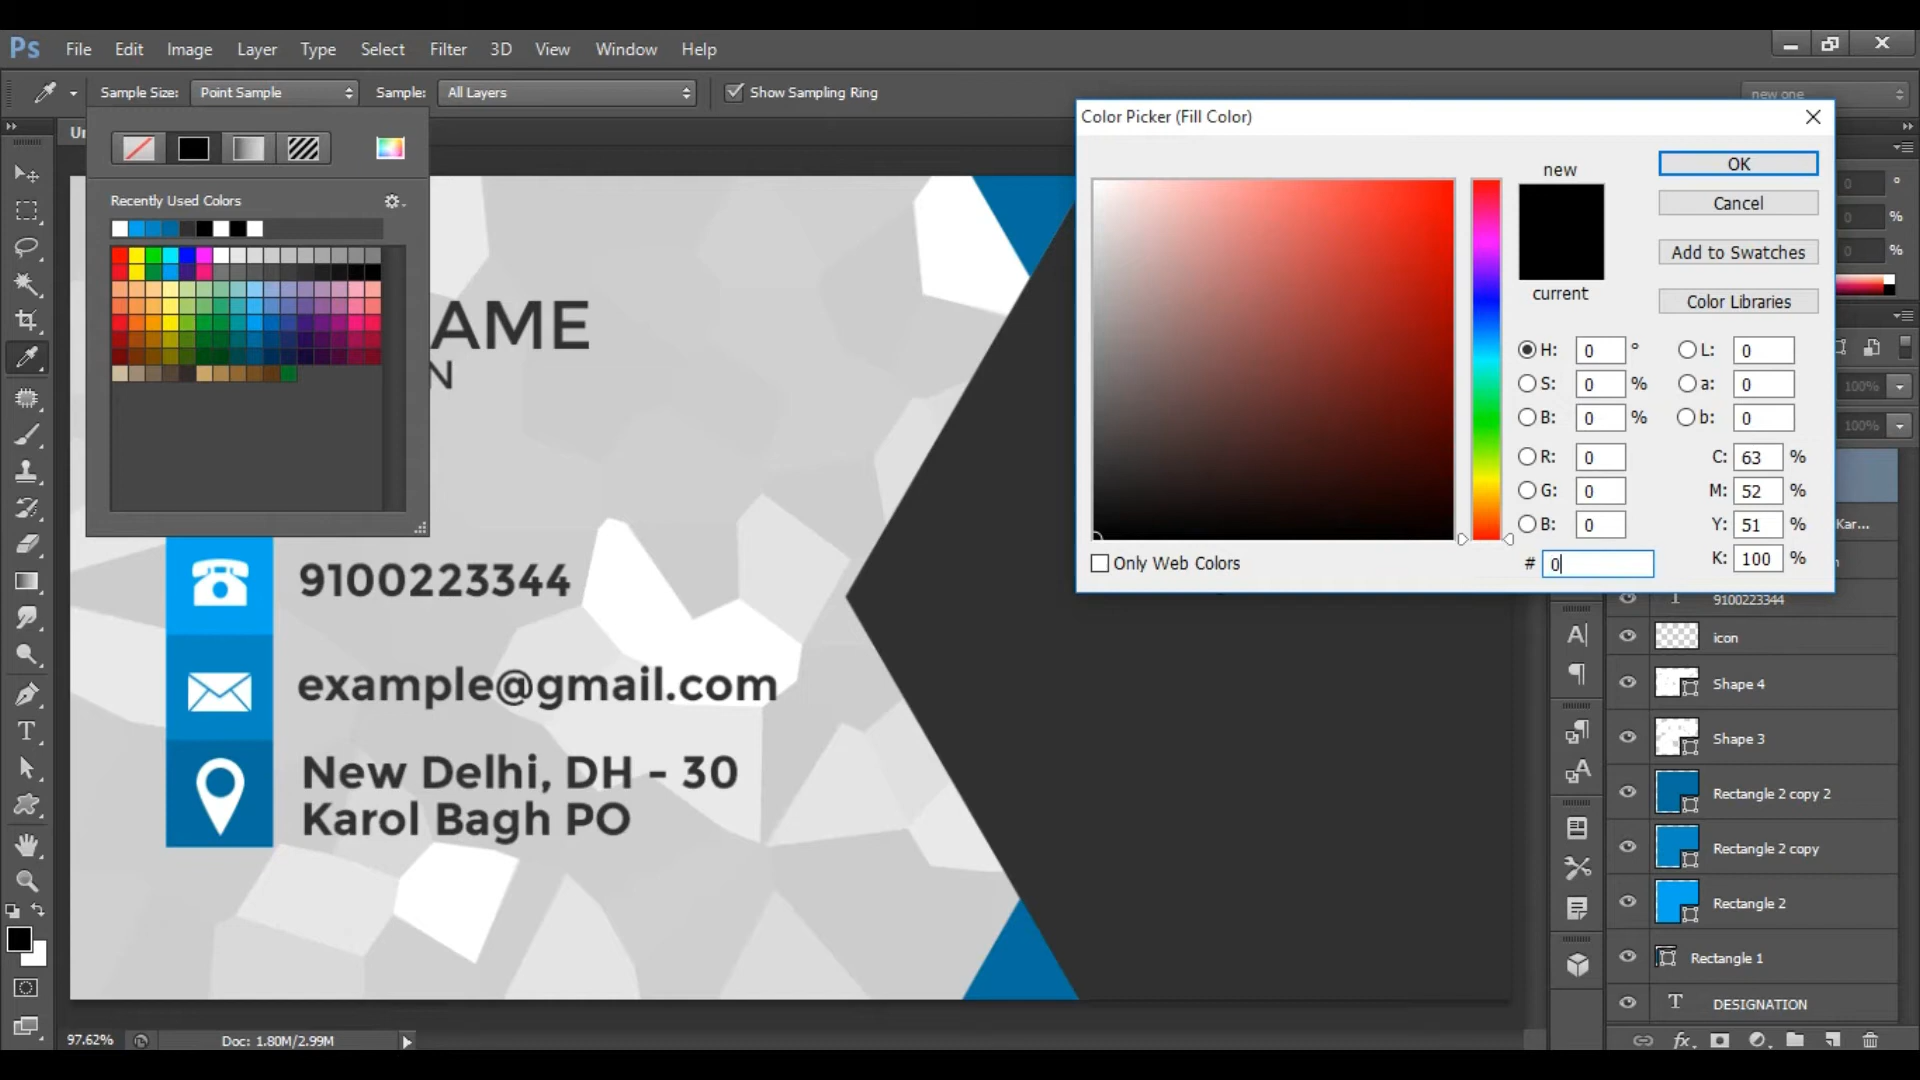 Ps File Edit Image Layer Type Select Filter 3D View Window Help
Sample Size: Point Sample Sample: All Layers Show Sampling Ring
new one
Color Picker (Fill Color)
Recently Used Colors
new
current
OK
Cancel
Add to Swatches
Color Libraries
H: 0 ° L: 0
S: 0 % a: 0
B: 0 % b: 0
R: 0 C: 63 %
G: 0 M: 52 %
B: 0 Y: 51 %
# 0 K: 100 %
Only Web Colors
0 °
0 %
0 %
100%
100%
AME
N
9100223344
example@gmail.com
New Delhi, DH - 30
Karol Bagh PO
Kar...
9100223344
icon
Shape 4
Shape 3
Rectangle 2 copy 2
Rectangle 2 copy
Rectangle 2
Rectangle 1
T DESIGNATION
97.62% Doc: 1.80M/2.99M
fx